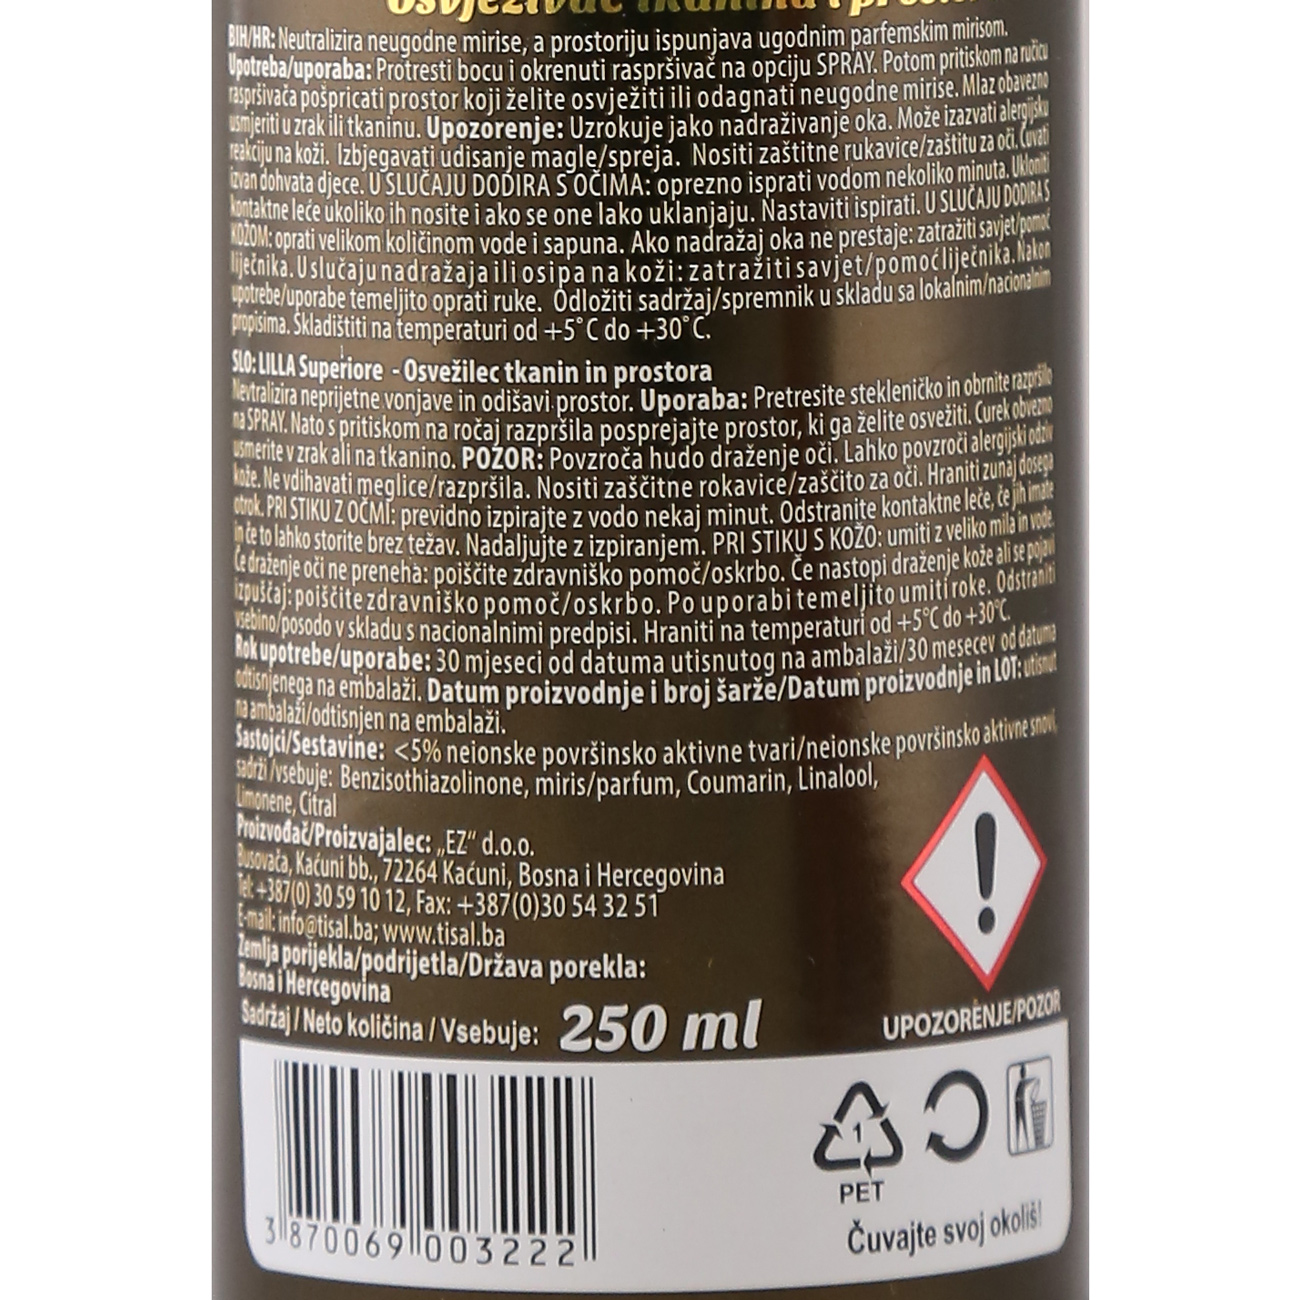 Osvježivač tkanina i prostora
BIH/HR: Neutralizira neugodne mirise, a prostoriju ispunjava ugodnim parfemskim mirisom.
Upotreba/uporaba: Protresti bocu i okrenuti raspršivač na opciju SPRAY. Potom pritiskom na ručicu
raspršivača pošpricati prostor koji želite osvježiti ili odagnati neugodne mirise. Mlaz obavezno
usmjeriti u zrak ili tkaninu. Upozorenje: Uzrokuje jako nadraživanje oka. Može izazvati alergijsku
reakciju na koži. Izbjegavati udisanje magle/spreja. Nositi zaštitne rukavice/zaštitu za oči. Čuvati
izvan dohvata djece. U SLUČAJU DODIRA S OČIMA: oprezno isprati vodom nekoliko minuta. Ukloniti
kontaktne leće ukoliko ih nosite i ako se one lako uklanjaju. Nastaviti ispirati. U SLUČAJU DODIRA S
KOŽOM: oprati velikom količinom vode i sapuna. Ako nadražaj oka ne prestaje: zatražiti savjet/pomoć
liječnika. U slučaju nadražaja ili osipa na koži: zatražiti savjet/pomoć liječnika. Nakon
upotrebe/uporabe temeljito oprati ruke. Odložiti sadržaj/spremnik u skladu sa lokalnim/nacionalnim
propisima. Skladištiti na temperaturi od +5°C do +30°C.
SLO: LILLA Superiore - Osvežilec tkanin in prostora
Nevtralizira neprijetne vonjave in odišavi prostor. Uporaba: Pretresite stekleničko in obrnite razpršilo
na SPRAY. Nato s pritiskom na ročaj razpršila posprejajte prostor, ki ga želite osvežiti. Curek obvezno
usmerite v zrak ali na tkanino. POZOR: Povzroča hudo draženje oči. Lahko povzroči alergijski odziv
kože. Ne vdihavati meglice/razpršila. Nositi zaščitne rokavice/zaščito za oči. Hraniti zunaj dosega
otrok. PRI STIKU Z OČMI: previdno izpirajte z vodo nekaj minut. Odstranite kontaktne leče, če jih imate
in če to lahko storite brez težav. Nadaljujte z izpiranjem. PRI STIKU S KOŽO: umiti z veliko mila in vode.
Če draženje oči ne preneha: poiščite zdravniško pomoč/oskrbo. Če nastopi draženje kože ali se pojavi
izpuščaj: poiščite zdravniško pomoč/oskrbo. Po uporabi temeljito umiti roke. Odstraniti
vsebino/posodo v skladu s nacionalnimi predpisi. Hraniti na temperaturi od +5°C do +30°C.
Rok upotrebe/uporabe: 30 mjeseci od datuma utisnutog na ambalaži/30 mesecev od datuma
odtisnjenega na embalaži. Datum proizvodnje i broj šarže/Datum proizvodnje in LOT: utisnut
na ambalaži/odtisnjen na embalaži.
Sastojci/Sestavine: <5% neionske površinsko aktivne tvari/neionske površinsko aktivne snovi,
sadrži /vsebuje: Benzisothiazolinone, miris/parfum, Coumarin, Linalool,
Limonene, Citral
Proizvođač/Proizvajalec: „EZ“ d.o.o.
Busovača, Kaćuni bb., 72264 Kaćuni, Bosna i Hercegovina
Tel: +387(0) 30 59 10 12, Fax: +387(0)30 54 32 51
E-mail: info@tisal.ba; www.tisal.ba
Zemlja porijekla/podrijetla/Država porekla:
Bosna i Hercegovina
Sadržaj / Neto količina / Vsebuje: 250 ml
UPOZORENJE/POZOR
1
PET
Čuvajte svoj okoliš!
3 870069 003222